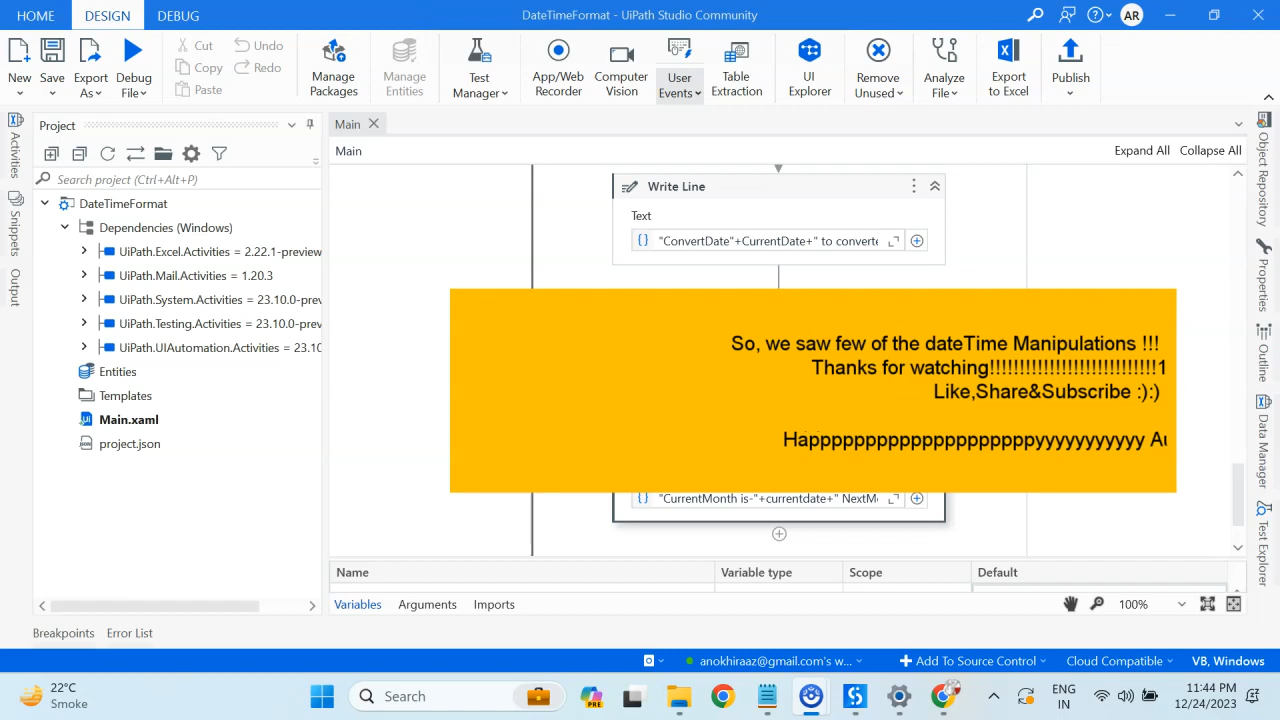 HOME DESIGN DEBUG DateTimeFormat - UiPath Studio Community AR
New Save Export As Debug File Cut Copy Paste Undo Redo Manage Packages Manage Entities Test Manager App/Web Recorder Computer Vision User Events Table Extraction UI Explorer Remove Unused Analyze File Export to Excel Publish
Activities
Snippets
Output
Project
Search project (Ctrl+Alt+P)
DateTimeFormat
Dependencies (Windows)
UiPath.Excel.Activities = 2.22.1-preview
UiPath.Mail.Activities = 1.20.3
UiPath.System.Activities = 23.10.0-prev
UiPath.Testing.Activities = 23.10.0-prev
UiPath.UIAutomation.Activities = 23.10
Entities
Templates
Main.xaml
project.json
Main
Main Expand All Collapse All
Write Line
Text
"ConvertDate"+CurrentDate+" to converte
So, we saw few of the dateTime Manipulations !!!
Thanks for watching!!!!!!!!!!!!!!!!!!!!!!!!!!!!1
Like,Share&Subscribe :):)
Happppppppppppppppppppyyyyyyyyyyy Au
"CurrentMonth is-"+currentdate+" NextM
Name Variable type Scope Default
Variables Arguments Imports 100%
Object Repository
Properties
Outline
Data Manager
Test Explorer
Breakpoints Error List
anokhiraaz@gmail.com's w... Add To Source Control Cloud Compatible VB, Windows
22°C
Smoke
Search
PRE
ENG
IN
11:44 PM
12/24/2023